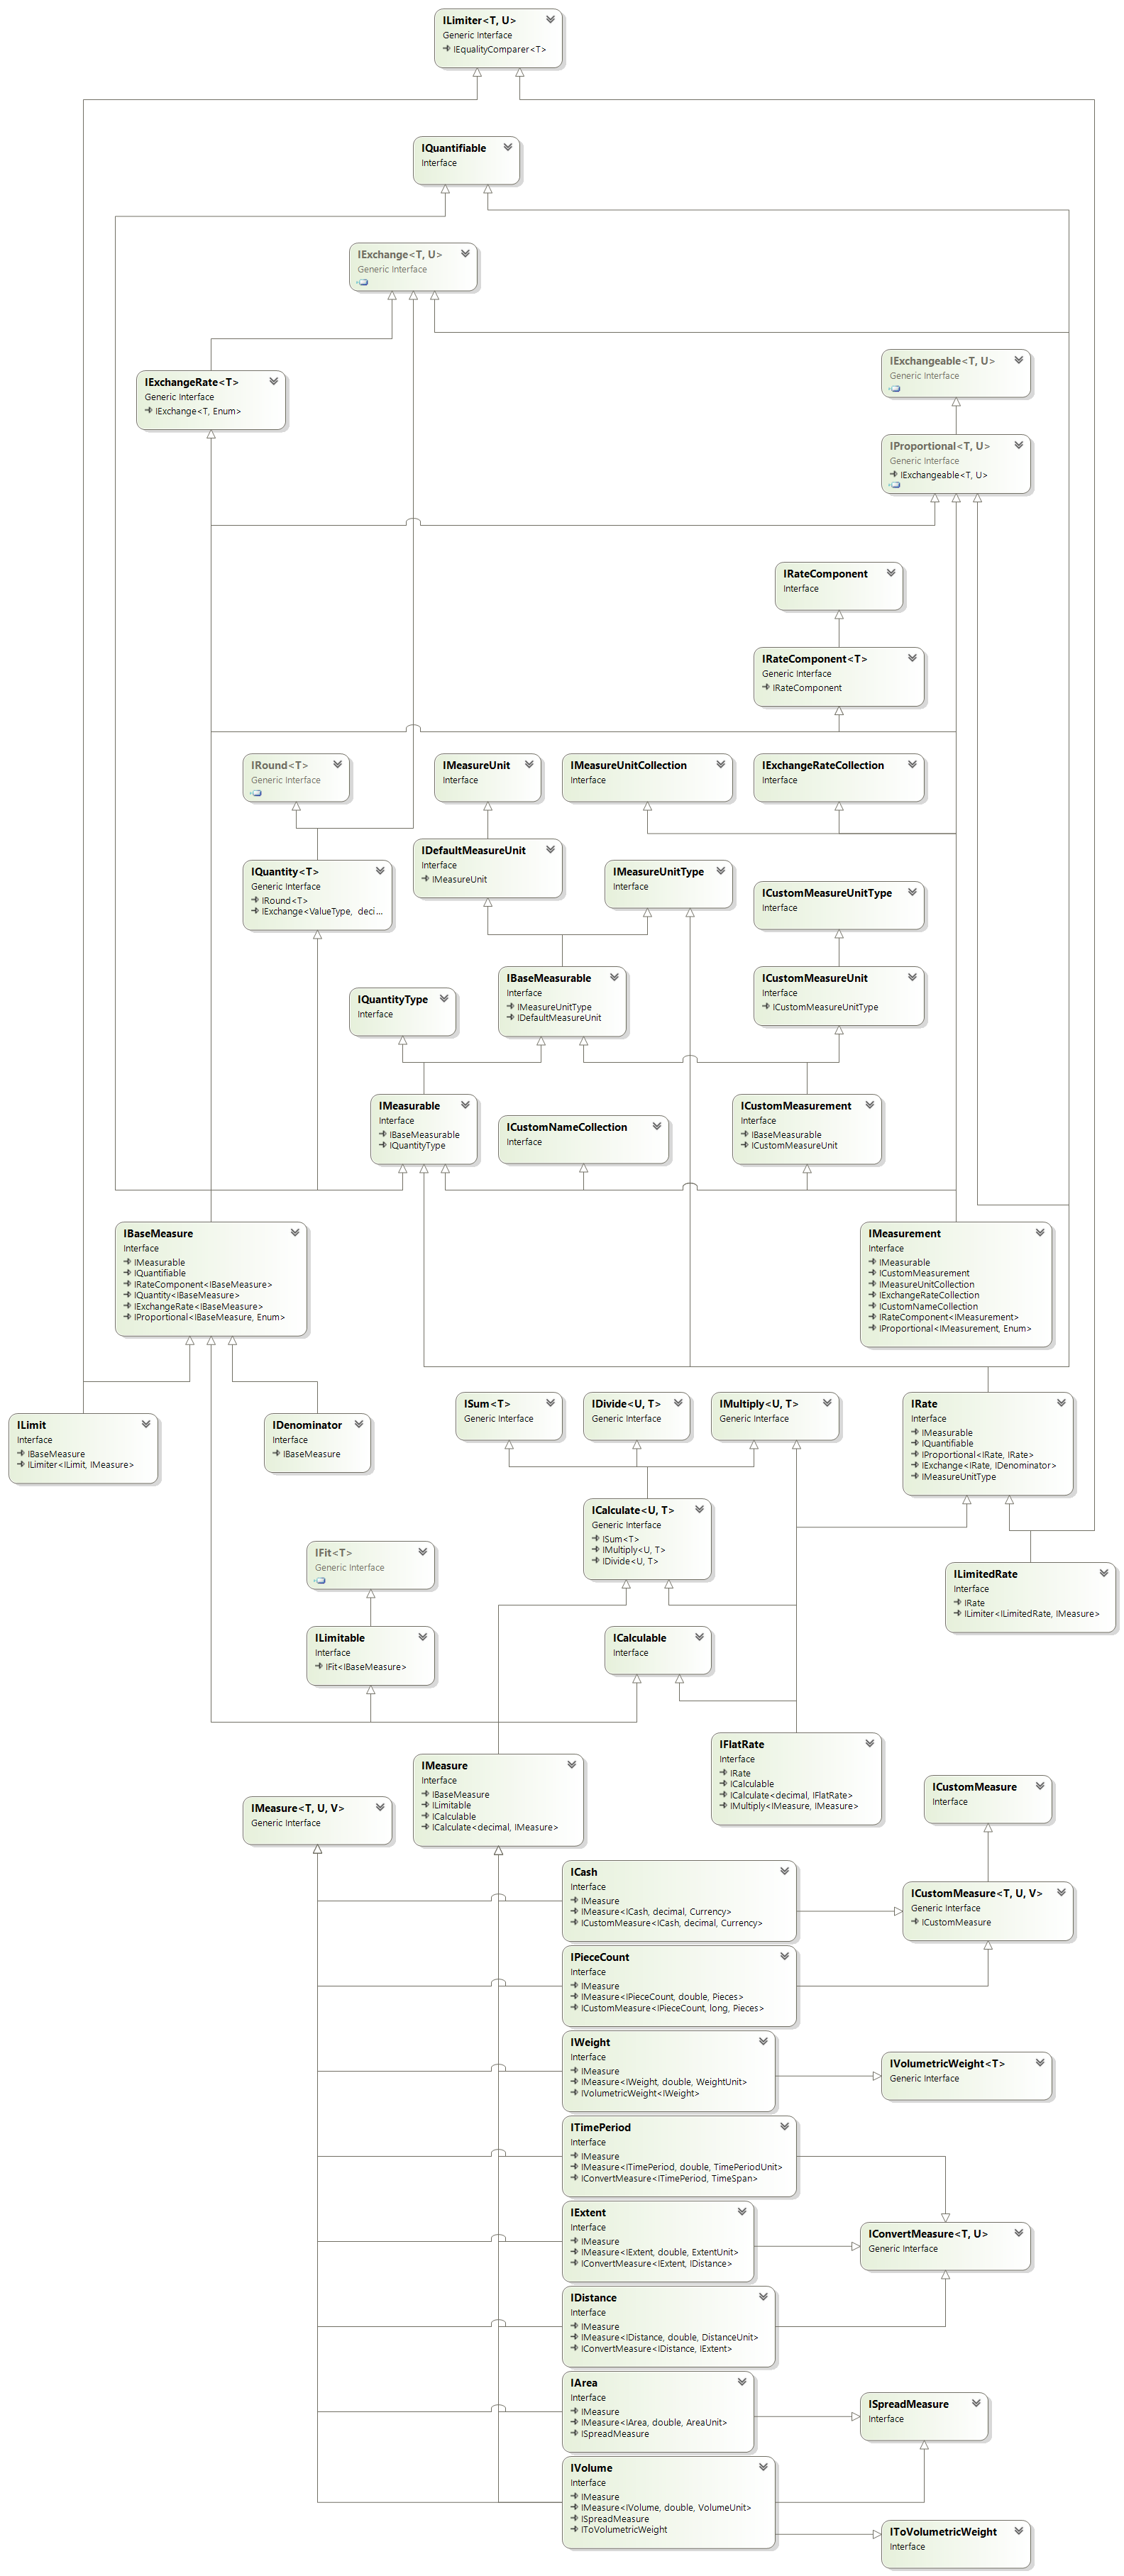 ILimiter<T, U>
Generic Interface
IEqualityComparer<T>
IQuantifiable
Interface
IExchange<T, U>
Generic Interface
IExchangeable<T, U>
Generic Interface
IExchangeRate<T>
Generic Interface
IExchange<T, Enum>
IProportional<T, U>
Generic Interface
IExchangeable<T, U>
IRateComponent
Interface
IRateComponent<T>
Generic Interface
IRateComponent
IRound<T>
Generic Interface
IMeasureUnit
Interface
IMeasureUnitCollection
Interface
IExchangeRateCollection
Interface
IDefaultMeasureUnit
Interface
IMeasureUnit
IQuantity<T>
Generic Interface
IRound<T>
IExchange<ValueType, deci...
IMeasureUnitType
Interface
ICustomMeasureUnitType
Interface
IBaseMeasurable
Interface
IMeasureUnitType
IDefaultMeasureUnit
ICustomMeasureUnit
Interface
ICustomMeasureUnitType
IQuantityType
Interface
IMeasurable
Interface
IBaseMeasurable
IQuantityType
ICustomNameCollection
Interface
ICustomMeasurement
Interface
IBaseMeasurable
ICustomMeasureUnit
IBaseMeasure
Interface
IMeasurable
IQuantifiable
IRateComponent<IBaseMeasure>
IQuantity<IBaseMeasure>
IExchangeRate<IBaseMeasure>
IProportional<IBaseMeasure, Enum>
IMeasurement
Interface
IMeasurable
ICustomMeasurement
IMeasureUnitCollection
IExchangeRateCollection
ICustomNameCollection
IRateComponent<IMeasurement>
IProportional<IMeasurement, Enum>
ILimit
Interface
IBaseMeasure
ILimiter<ILimit, IMeasure>
IDenominator
Interface
IBaseMeasure
ISum<T>
Generic Interface
IDivide<U, T>
Generic Interface
IMultiply<U, T>
Generic Interface
IRate
Interface
IMeasurable
IQuantifiable
IProportional<IRate, IRate>
IExchange<IRate, IDenominator>
IMeasureUnitType
ICalculate<U, T>
Generic Interface
ISum<T>
IMultiply<U, T>
IDivide<U, T>
IFit<T>
Generic Interface
ILimitedRate
Interface
IRate
ILimiter<ILimitedRate, IMeasure>
ILimitable
Interface
IFit<IBaseMeasure>
ICalculable
Interface
IFlatRate
Interface
IRate
ICalculable
ICalculate<decimal, IFlatRate>
IMultiply<IMeasure, IMeasure>
IMeasure
Interface
IBaseMeasure
ILimitable
ICalculable
ICalculate<decimal, IMeasure>
ICustomMeasure
Interface
IMeasure<T, U, V>
Generic Interface
ICash
Interface
IMeasure
IMeasure<ICash, decimal, Currency>
ICustomMeasure<ICash, decimal, Currency>
ICustomMeasure<T, U, V>
Generic Interface
ICustomMeasure
IPieceCount
Interface
IMeasure
IMeasure<IPieceCount, double, Pieces>
ICustomMeasure<IPieceCount, long, Pieces>
IWeight
Interface
IMeasure
IMeasure<IWeight, double, WeightUnit>
IVolumetricWeight<IWeight>
IVolumetricWeight<T>
Generic Interface
ITimePeriod
Interface
IMeasure
IMeasure<ITimePeriod, double, TimePeriodUnit>
IConvertMeasure<ITimePeriod, TimeSpan>
IExtent
Interface
IMeasure
IMeasure<IExtent, double, ExtentUnit>
IConvertMeasure<IExtent, IDistance>
IConvertMeasure<T, U>
Generic Interface
IDistance
Interface
IMeasure
IMeasure<IDistance, double, DistanceUnit>
IConvertMeasure<IDistance, IExtent>
IArea
Interface
IMeasure
IMeasure<IArea, double, AreaUnit>
ISpreadMeasure
ISpreadMeasure
Interface
IVolume
Interface
IMeasure
IMeasure<IVolume, double, VolumeUnit>
ISpreadMeasure
IToVolumetricWeight
IToVolumetricWeight
Interface